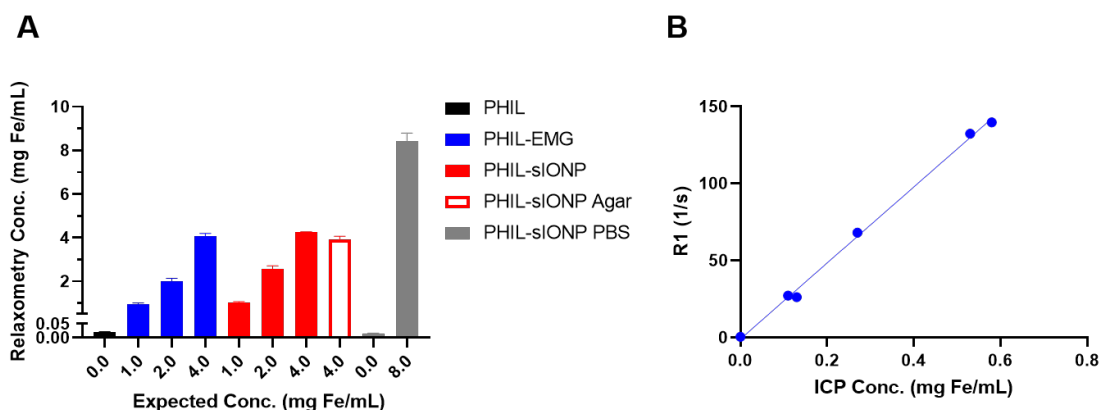 A
Relaxometry Conc. (mg Fe/mL)
10
8
6
4
2
0.05
0.00
0.0
1.0
2.0
4.0
1.0
2.0
4.0
4.0
0.0
8.0
Expected Conc. (mg Fe/mL)
PHIL
PHIL-EMG
PHIL-sIONP
PHIL-sIONP Agar
PHIL-sIONP PBS
B
R1 (1/s)
150
100
50
0
0.0
0.2
0.4
0.6
0.8
ICP Conc. (mg Fe/mL)